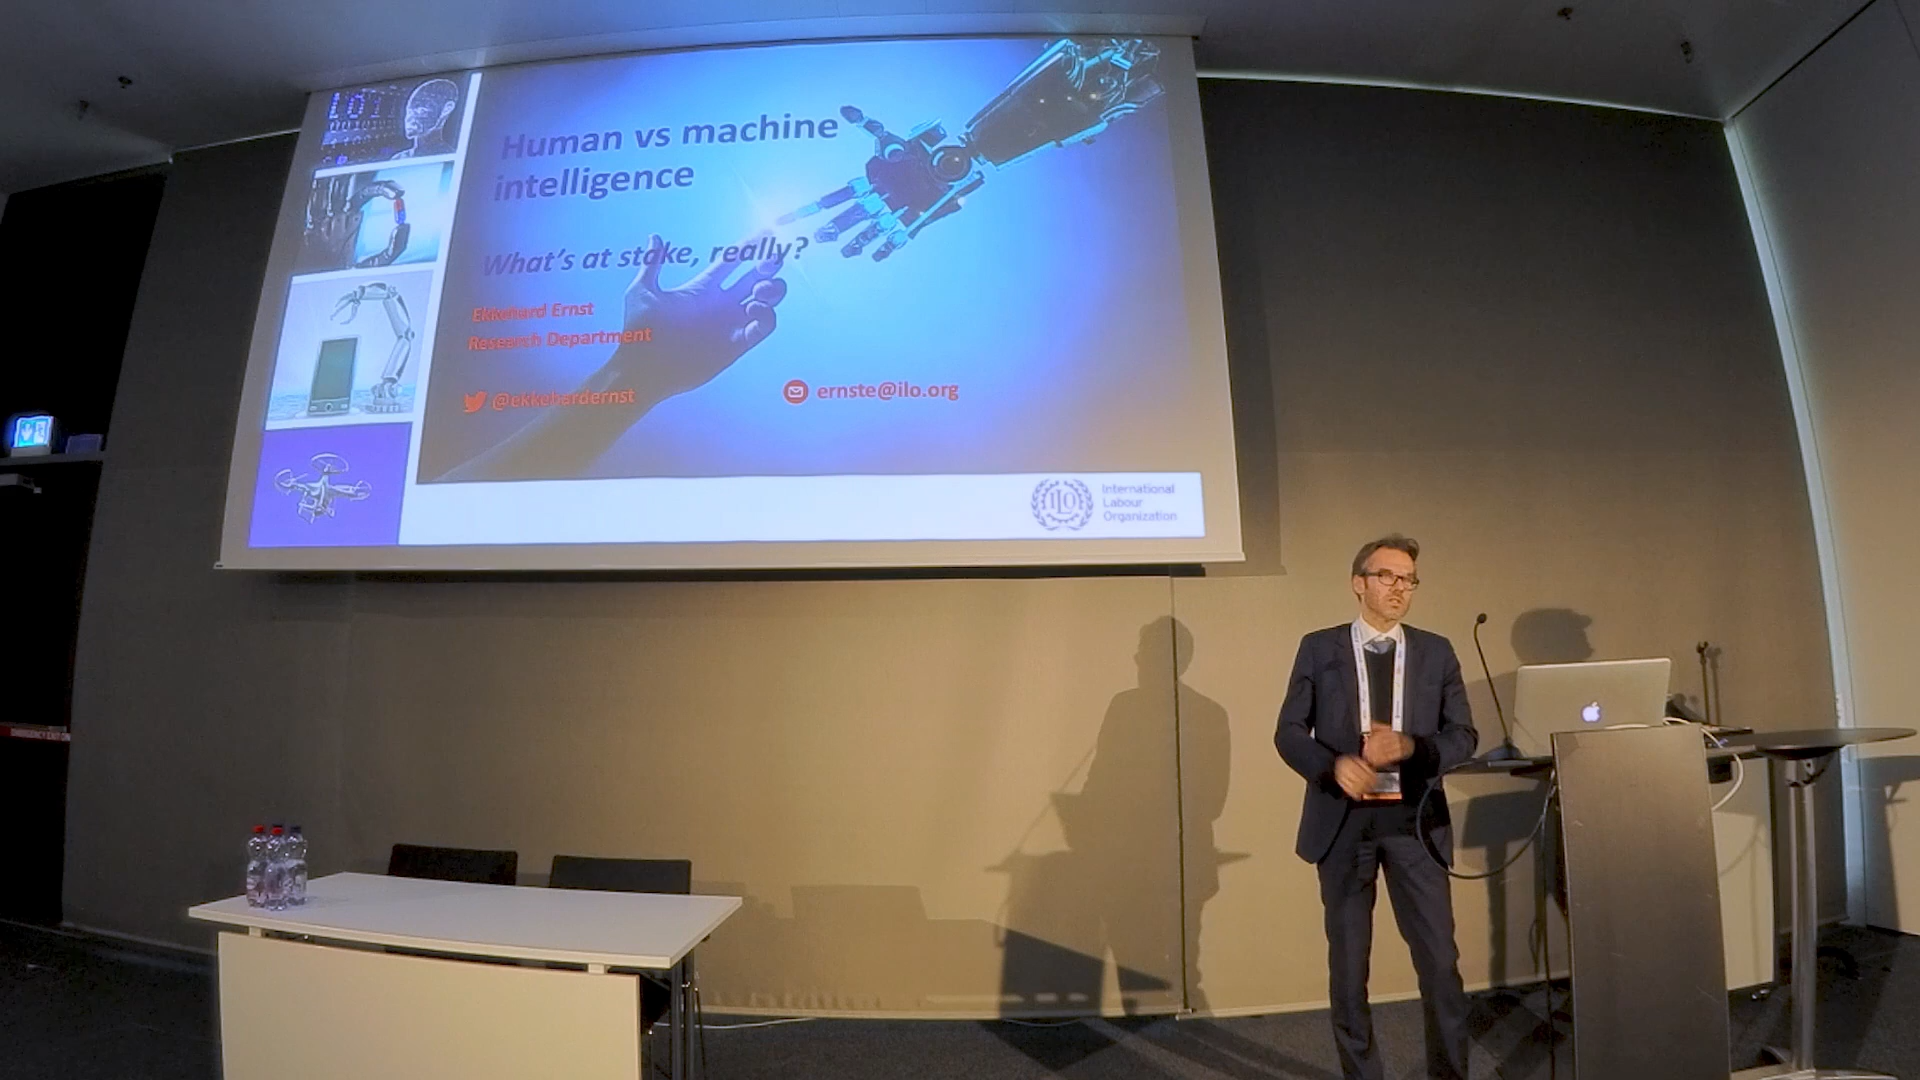 Human vs machine
intelligence
What's at stake, really?
Ekkehard Ernst
Research Department
@ekkehardernst
ernste@ilo.org
ILO
International
Labour
Organization